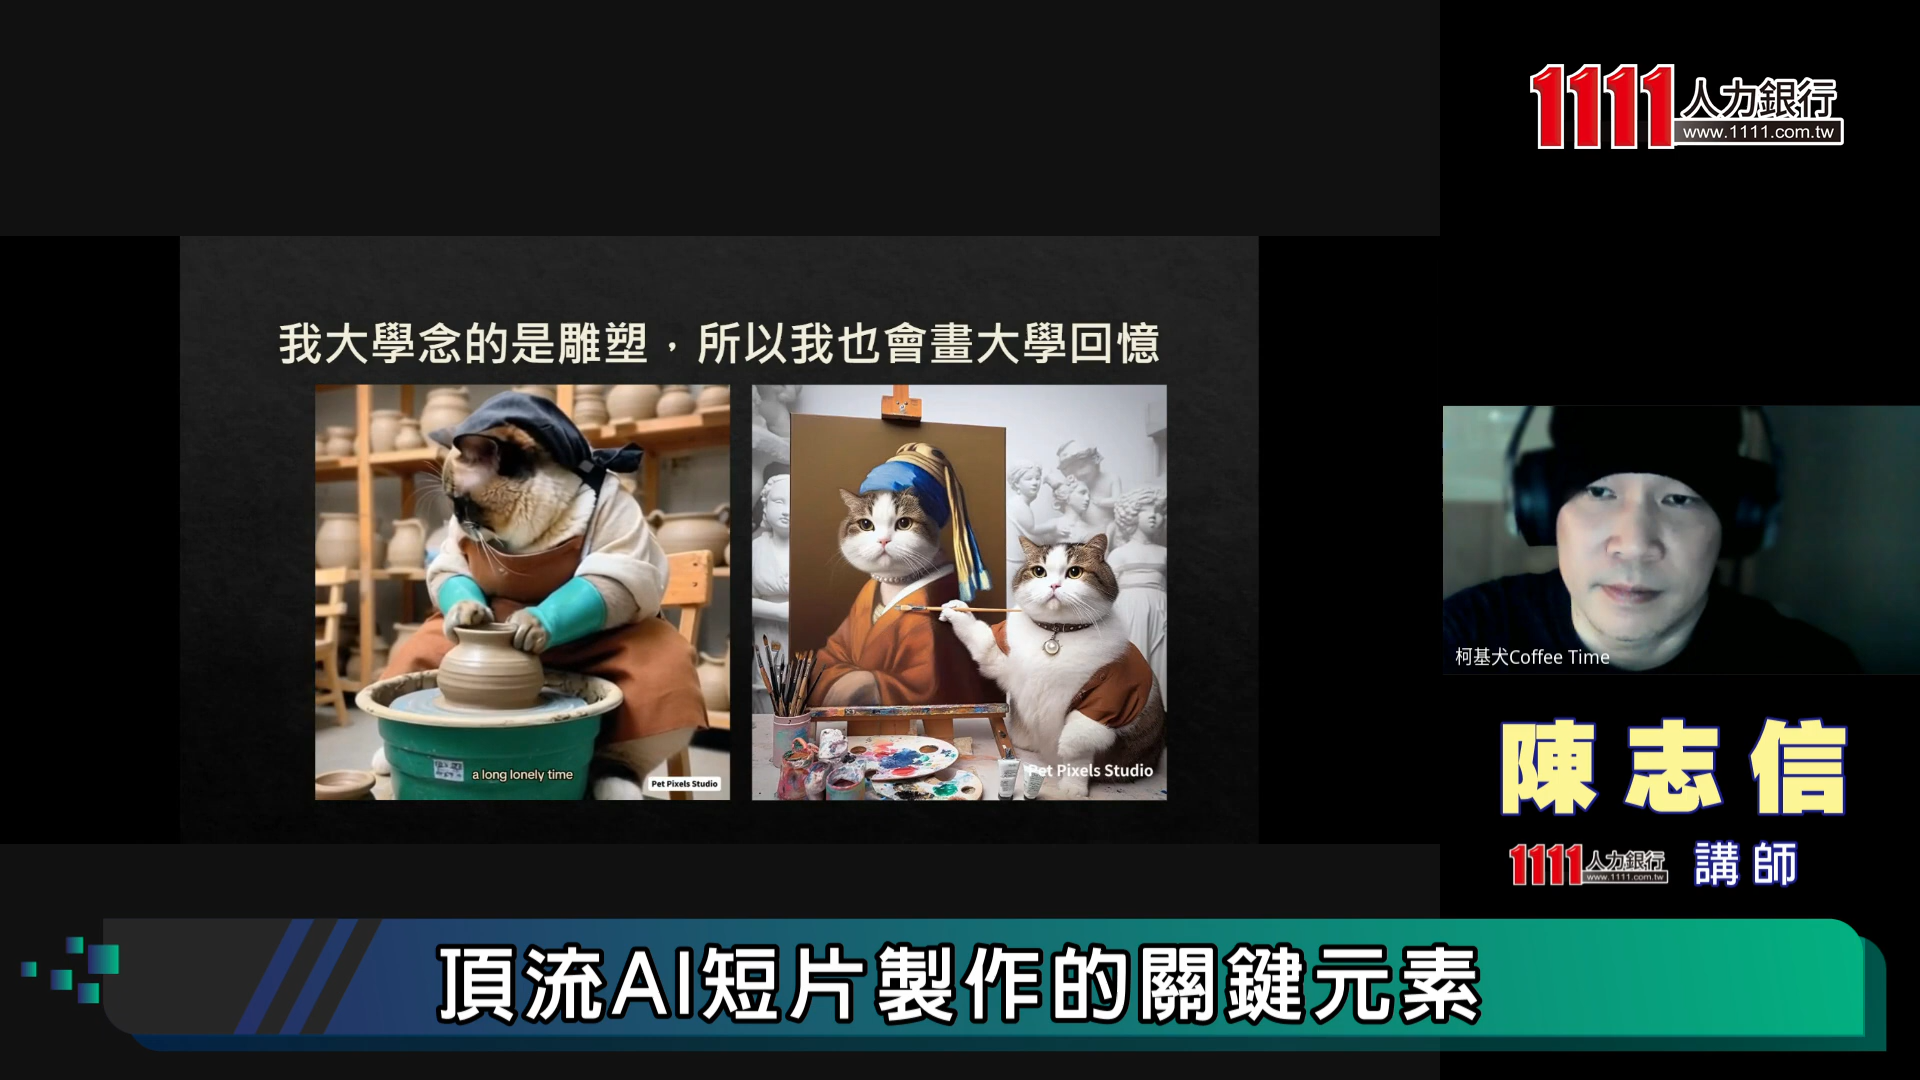 1111人力銀行
www.1111.com.tw
我大學念的是雕塑，所以我也會畫大學回憶
a long lonely time
Pet Pixels Studio
Pet Pixels Studio
柯基犬Coffee Time
陳志信
1111人力銀行
www.1111.com.tw
講師
頂流AI短片製作的關鍵元素